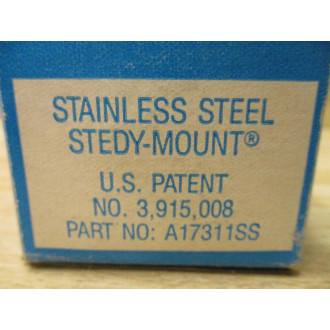 STAINLESS STEEL
STEDY-MOUNT®
U.S. PATENT
NO. 3,915,008
PART NO: A17311SS